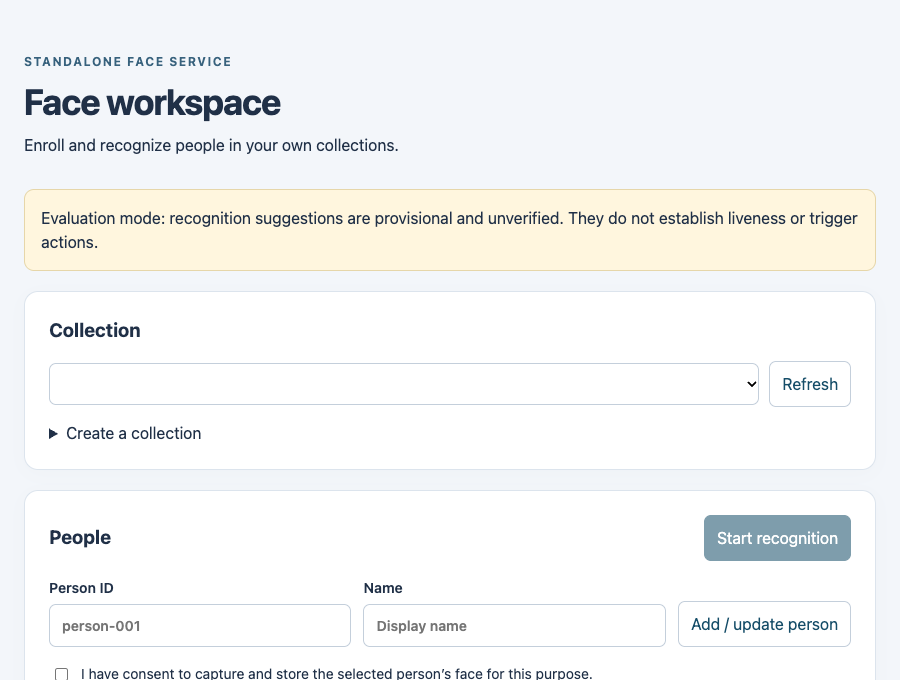 STANDALONE FACE SERVICE
Face workspace
Enroll and recognize people in your own collections.
Evaluation mode: recognition suggestions are provisional and unverified. They do not establish liveness or trigger
actions.
Collection
Refresh
Create a collection
People
Start recognition
Person ID
Name
person-001
Display name
Add / update person
I have consent to capture and store the selected person's face for this purpose.